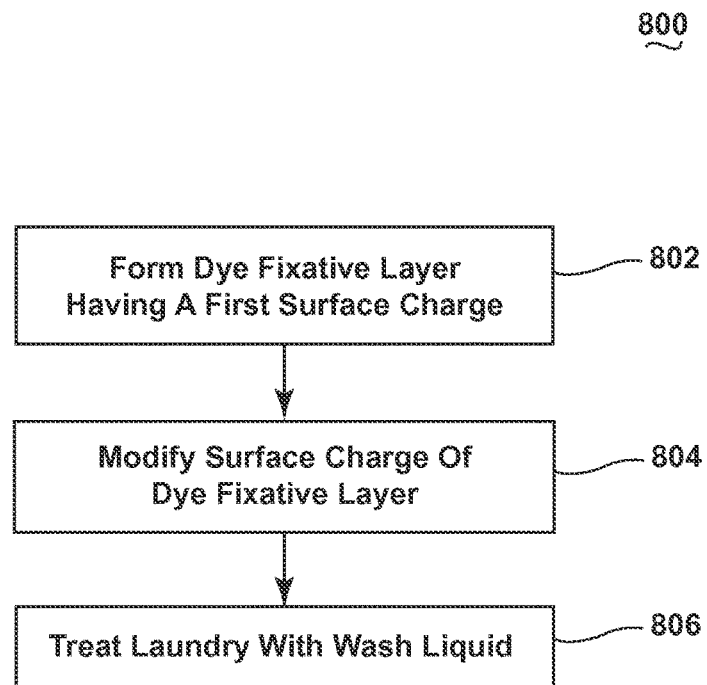 800
Form Dye Fixative Layer
Having A First Surface Charge
802
Modify Surface Charge Of
Dye Fixative Layer
804
Treat Laundry With Wash Liquid
806